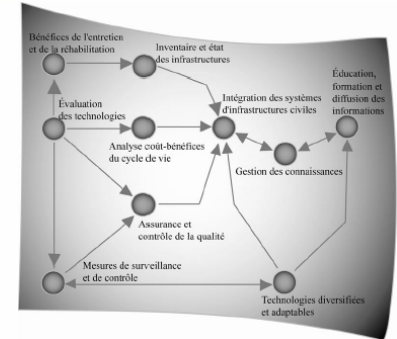 Bénéfices de l'entretien
et de la réhabilitation
Inventaire et état
des infrastructures
Éducation,
formation et
diffusion des
informations
Évaluation
des technologies
Intégration des systèmes
d'infrastructures civiles
Analyse coût-bénéfices
du cycle de vie
Gestion des connaissances
Assurance et
contrôle de la qualité
Mesures de surveillance
et de contrôle
Technologies diversifiées
et adaptables